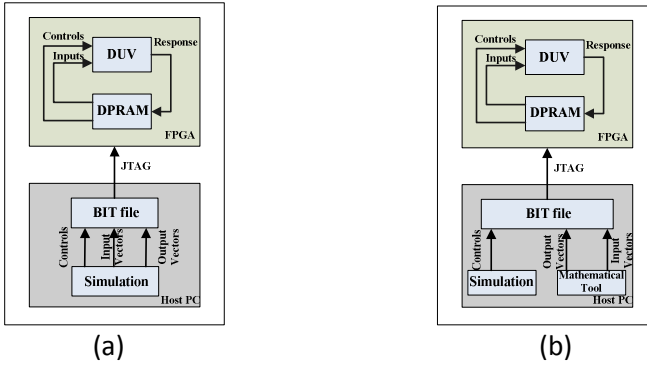 Controls
Inputs
DUV
Response
DPRAM
FPGA
JTAG
BIT file
Controls
Input
Vectors
Output
Vectors
Simulation
Host PC
(a)
Controls
Inputs
DUV
Response
DPRAM
FPGA
JTAG
BIT file
Controls
Output
Vectors
Input
Vectors
Simulation
Mathematical
Tool
Host PC
(b)